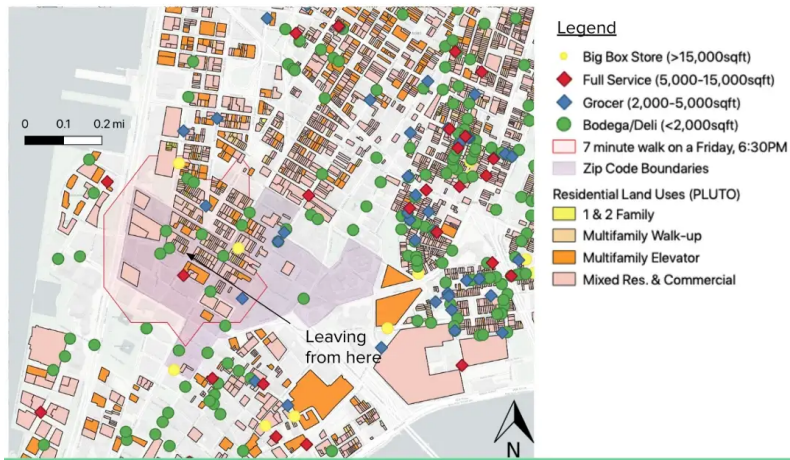 Legend
Big Box Store (>15,000sqft)
Full Service (5,000-15,000sqft)
Grocer (2,000-5,000sqft)
Bodega/Deli (<2,000sqft)
7 minute walk on a Friday, 6:30PM
Zip Code Boundaries
Residential Land Uses (PLUTO)
1 & 2 Family
Multifamily Walk-up
Multifamily Elevator
Mixed Res. & Commercial
0 0.1 0.2 mi
Leaving
from here
N